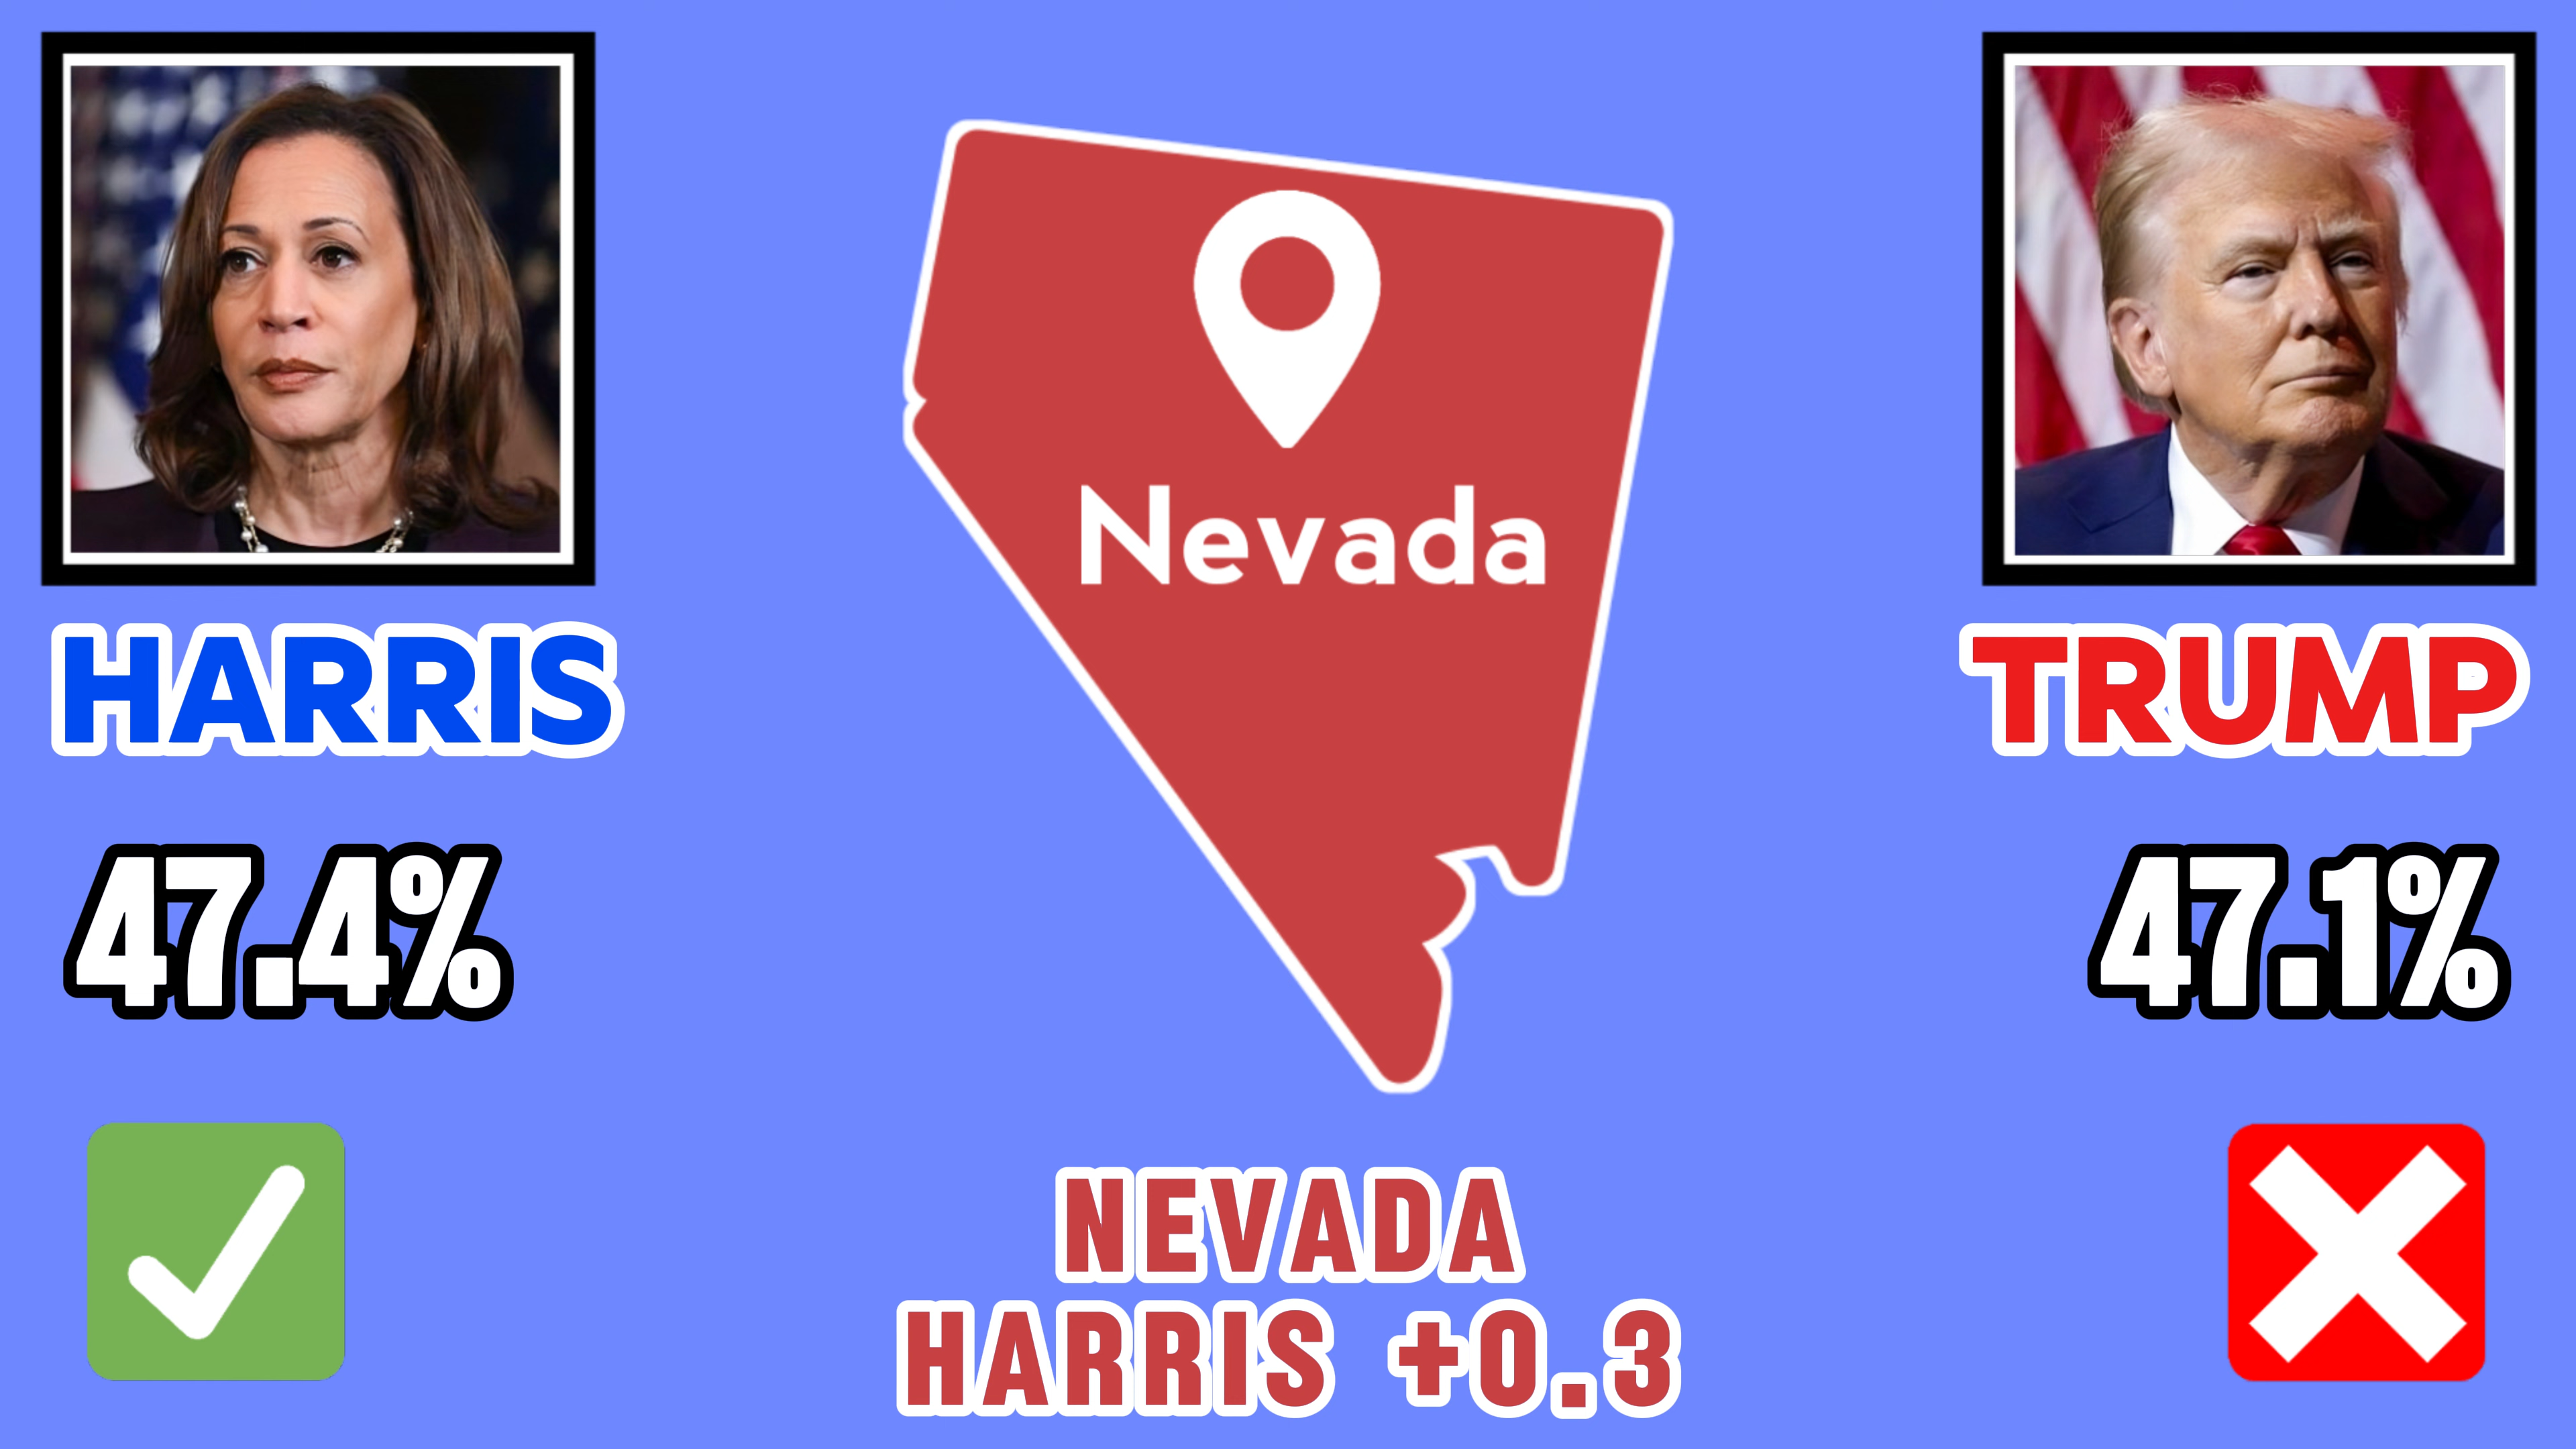 Nevada
HARRIS
TRUMP
47.4%
47.1%
NEVADA
HARRIS +0.3